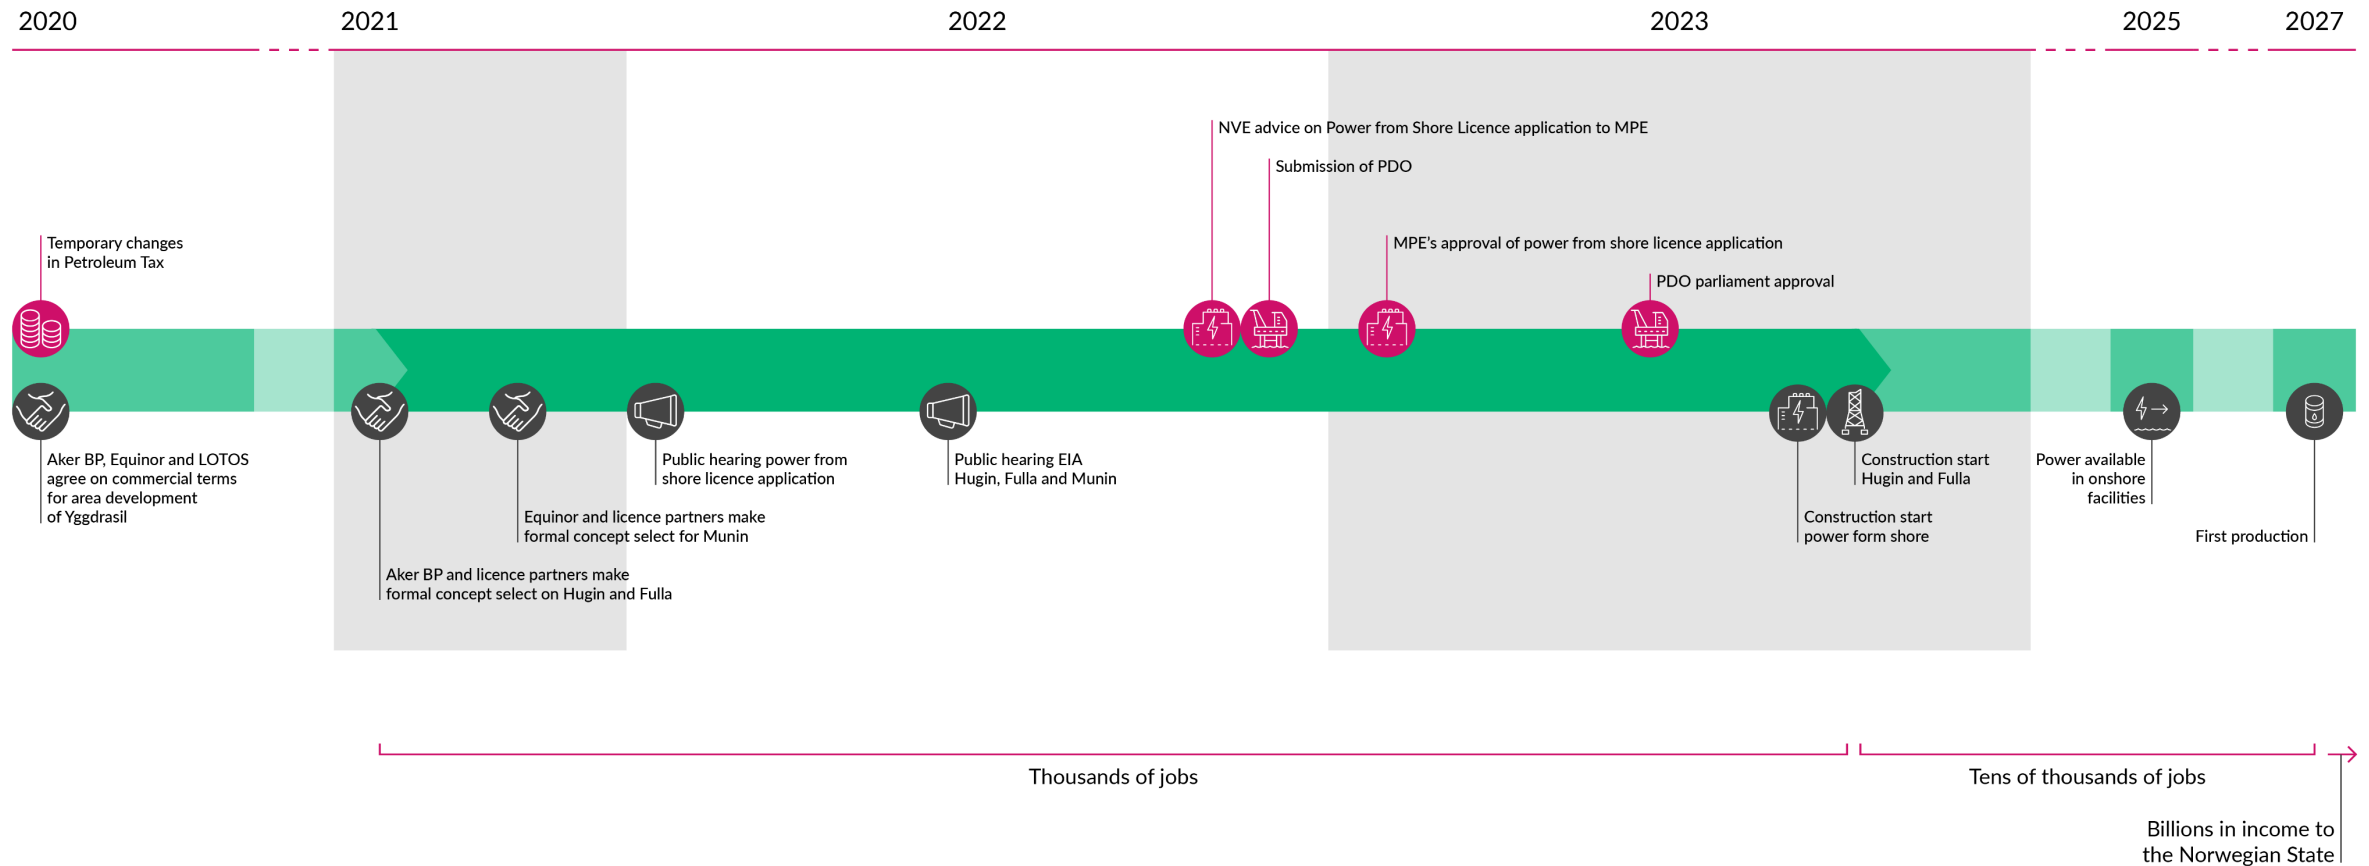 2020
2021
2022
2023
2025
2027
NVE advice on Power from Shore Licence application to MPE
Submission of PDO
Temporary changes
in Petroleum Tax
MPE's approval of power from shore licence application
PDO parliament approval
Aker BP, Equinor and LOTOS
agree on commercial terms
for area development
of Yggdrasil
Aker BP and licence partners make
formal concept select on Hugin and Fulla
Equinor and licence partners make
formal concept select for Munin
Public hearing power from
shore licence application
Public hearing EIA
Hugin, Fulla and Munin
Construction start
power form shore
Construction start
Hugin and Fulla
Power available
in onshore
facilities
First production
Thousands of jobs
Tens of thousands of jobs
Billions in income to
the Norwegian State